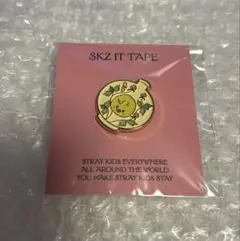 SKZ IT TAPE
STRAY KIDS EVERYWHERE
ALL AROUND THE WORLD
YOU MAKE STRAY KIDS STAY